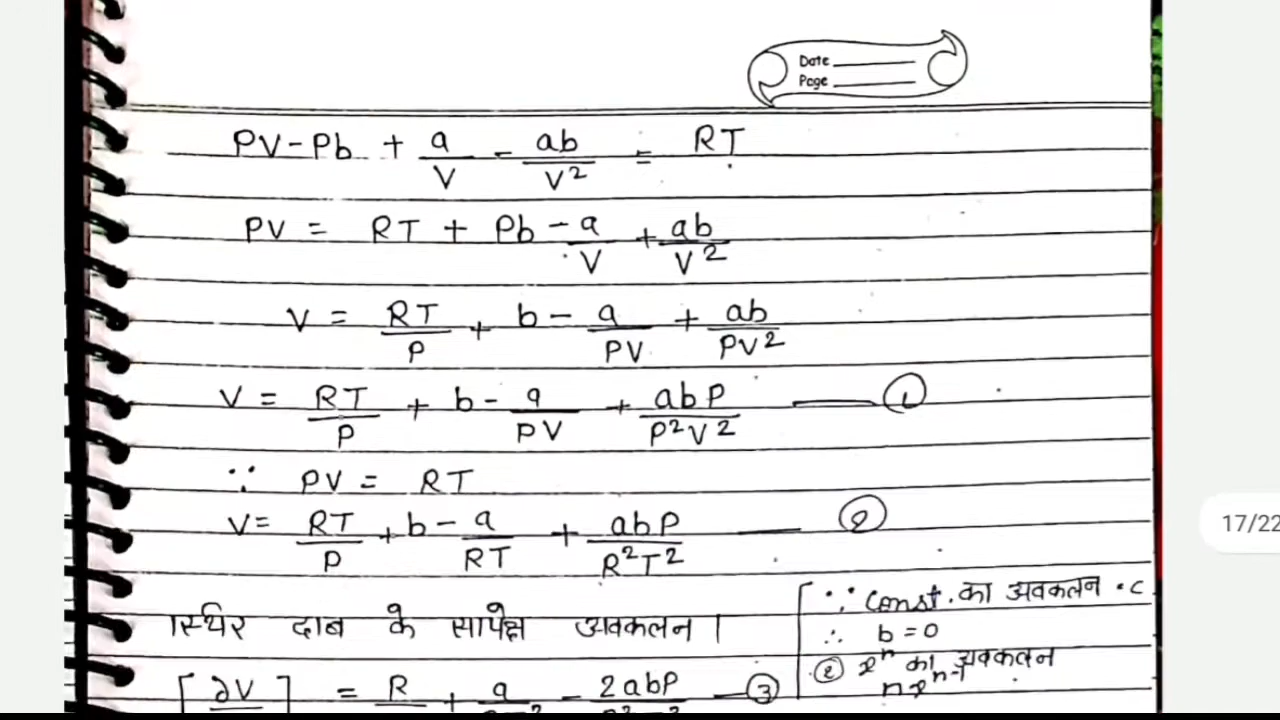 Date
Page
PV - Pb + a/V - ab/V² = RT
PV = RT + Pb - a/V + ab/V²
V = RT/P + b - a/PV + ab/PV²
V = RT/P + b - a/PV + abP/P²V² —— ①
∵ PV = RT
V = RT/P + b - a/RT + abP/R²T² —— ②
स्थिर दाब के सापेक्ष अवकलन।
∵ const. का अवकलन · c
∴ b = 0
② xⁿ का अवकलन
nxⁿ⁻¹
[∂V] = R + a - 2abP —— ③
17/22